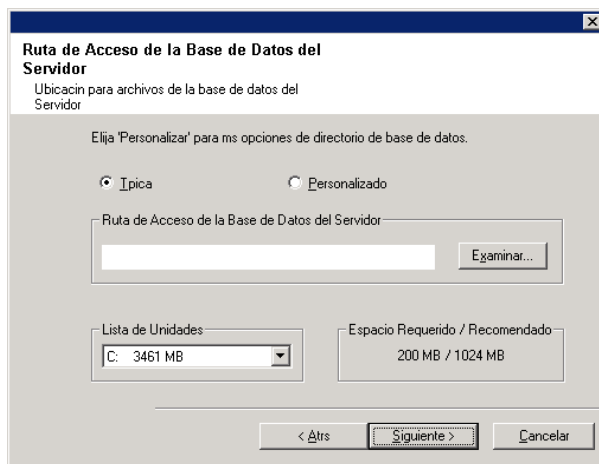 Ruta de Acceso de la Base de Datos del
Servidor
Ubicacin para archivos de la base de datos del
Servidor
Elija 'Personalizar' para ms opciones de directorio de base de datos.
Tpica
Personalizado
Ruta de Acceso de la Base de Datos del Servidor
Examinar...
Lista de Unidades
C: 3461 MB
Espacio Requerido / Recomendado
200 MB / 1024 MB
< Atrs
Siguiente >
Cancelar